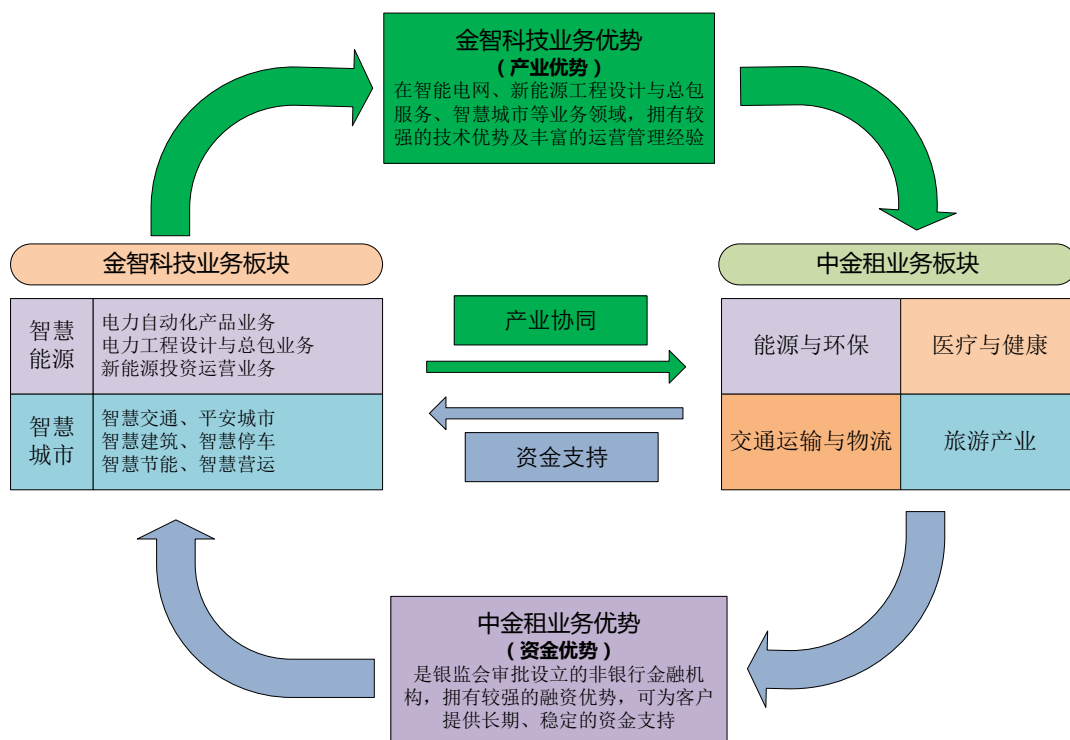 金智科技业务优势
（产业优势）
在智能电网、新能源工程设计与总包
服务、智慧城市等业务领域，拥有较
强的技术优势及丰富的运营管理经验
金智科技业务板块
智慧
能源
电力自动化产品业务
电力工程设计与总包业务
新能源投资运营业务
智慧
城市
智慧交通、平安城市
智慧建筑、智慧停车
智慧节能、智慧营运
产业协同
资金支持
中金租业务板块
能源与环保
医疗与健康
交通运输与物流
旅游产业
中金租业务优势
（资金优势）
是银监会审批设立的非银行金融机
构，拥有较强的融资优势，可为客户
提供长期、稳定的资金支持